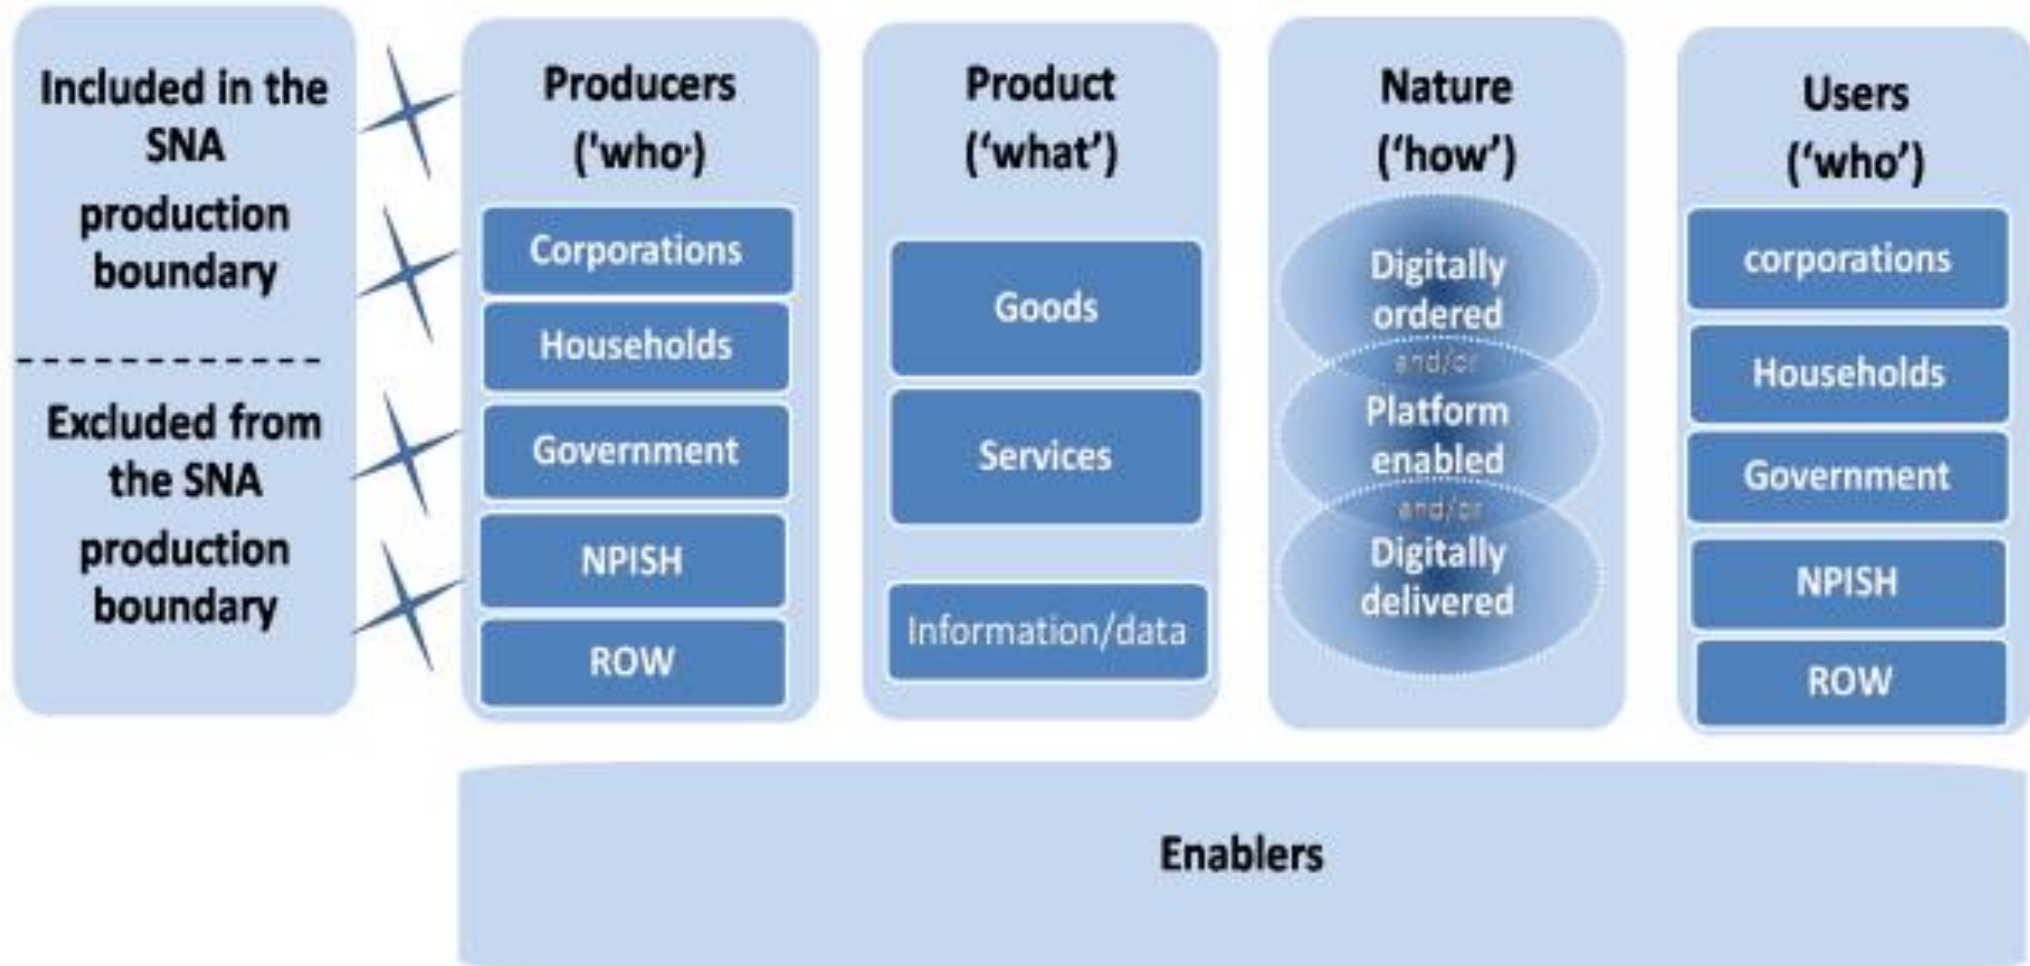 Included in the
SNA
production
boundary
Excluded from
the SNA
production
boundary
Producers
('who')
Corporations
Households
Government
NPISH
ROW
Product
(‘what’)
Goods
Services
Information/data
Nature
(‘how’)
Digitally
ordered
and/or
Platform
enabled
and/or
Digitally
delivered
Users
(‘who’)
corporations
Households
Government
NPISH
ROW
Enablers